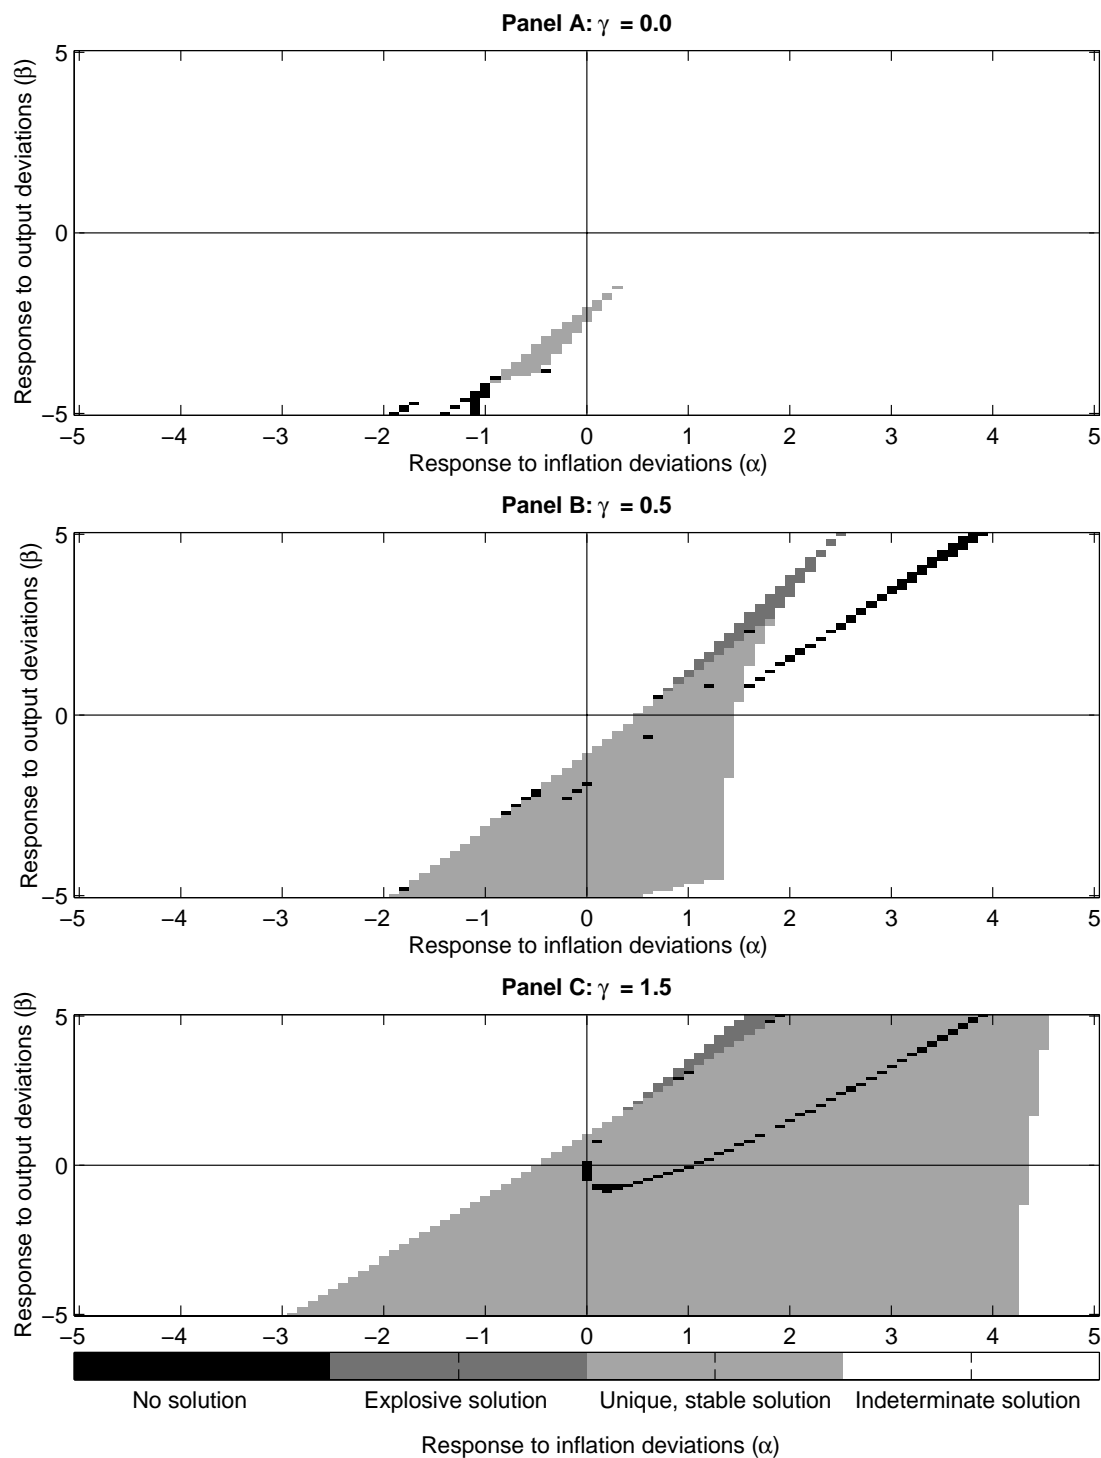 Panel A: γ = 0.0
Response to output deviations (β)
5
0
−5
−5 −4 −3 −2 −1 0 1 2 3 4 5
Response to inflation deviations (α)
Panel B: γ = 0.5
Response to output deviations (β)
5
0
−5
−5 −4 −3 −2 −1 0 1 2 3 4 5
Response to inflation deviations (α)
Panel C: γ = 1.5
Response to output deviations (β)
5
0
−5
−5 −4 −3 −2 −1 0 1 2 3 4 5
No solution Explosive solution Unique, stable solution Indeterminate solution
Response to inflation deviations (α)